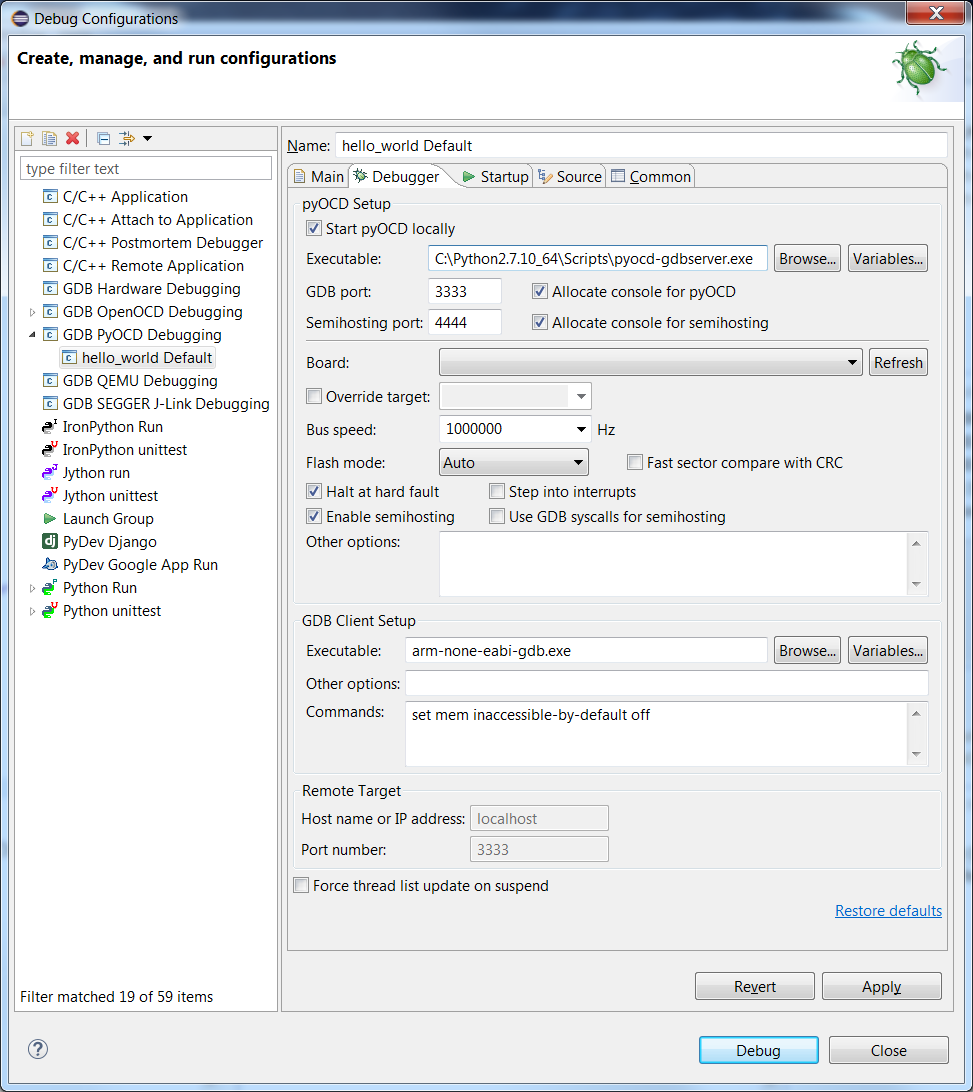 Debug Configurations
Create, manage, and run configurations
type filter text
C/C++ Application
C/C++ Attach to Application
C/C++ Postmortem Debugger
C/C++ Remote Application
GDB Hardware Debugging
GDB OpenOCD Debugging
GDB PyOCD Debugging
hello_world Default
GDB QEMU Debugging
GDB SEGGER J-Link Debugging
IronPython Run
IronPython unittest
Jython run
Jython unittest
Launch Group
PyDev Django
PyDev Google App Run
Python Run
Python unittest
Filter matched 19 of 59 items
Name: hello_world Default
Main Debugger Startup Source Common
pyOCD Setup
Start pyOCD locally
Executable: C:\Python2.7.10_64\Scripts\pyocd-gdbserver.exe Browse... Variables...
GDB port: 3333 Allocate console for pyOCD
Semihosting port: 4444 Allocate console for semihosting
Board: Refresh
Override target:
Bus speed: 1000000 Hz
Flash mode: Auto Fast sector compare with CRC
Halt at hard fault Step into interrupts
Enable semihosting Use GDB syscalls for semihosting
Other options:
GDB Client Setup
Executable: arm-none-eabi-gdb.exe Browse... Variables...
Other options:
Commands: set mem inaccessible-by-default off
Remote Target
Host name or IP address: localhost
Port number: 3333
Force thread list update on suspend
Restore defaults
Revert Apply
Debug Close